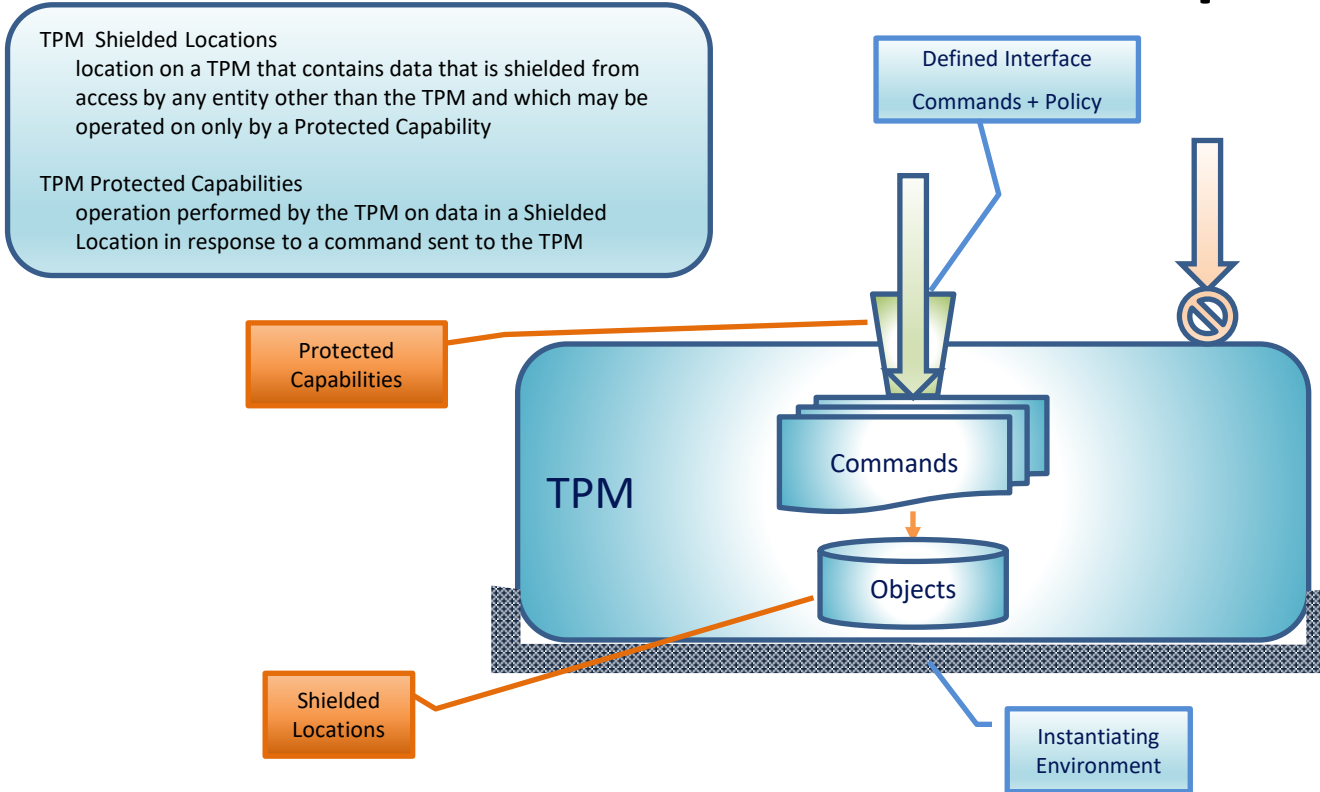 TPM Shielded Locations
location on a TPM that contains data that is shielded from
access by any entity other than the TPM and which may be
operated on only by a Protected Capability
TPM Protected Capabilities
operation performed by the TPM on data in a Shielded
Location in response to a command sent to the TPM
Defined Interface
Commands + Policy
Protected
Capabilities
Commands
TPM
Objects
Shielded
Locations
Instantiating
Environment